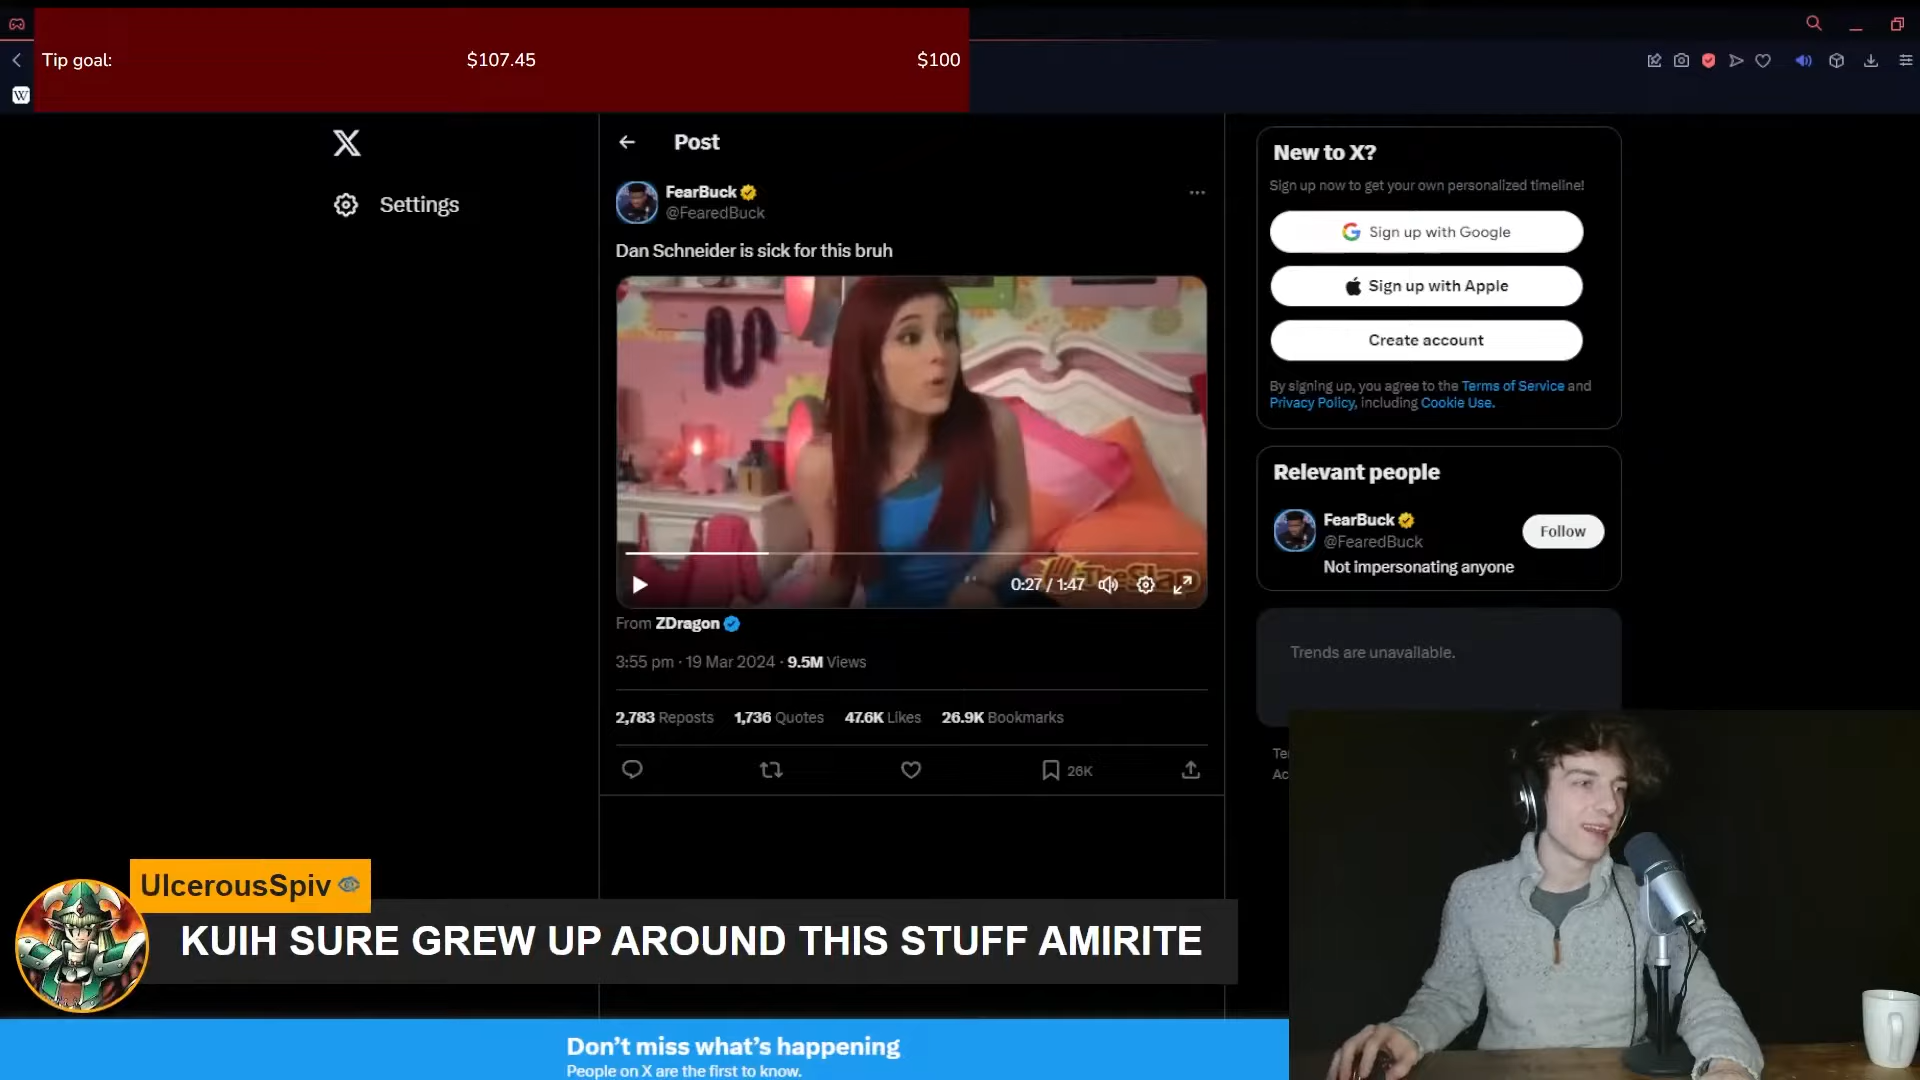 Tip goal:
$107.45
$100
W
X
Settings
Post
FearBuck
@FearedBuck
Dan Schneider is sick for this bruh
TheSlap
0:27 / 1:47
From ZDragon
3:55 pm · 19 Mar 2024 · 9.5M Views
2,783 Reposts 1,736 Quotes 47.6K Likes 26.9K Bookmarks
26K
New to X?
Sign up now to get your own personalized timeline!
Sign up with Google
Sign up with Apple
Create account
By signing up, you agree to the Terms of Service and
Privacy Policy, including Cookie Use.
Relevant people
FearBuck
@FearedBuck
Follow
Not impersonating anyone
Trends are unavailable.
Te
Ac
UlcerousSpiv
KUIH SURE GREW UP AROUND THIS STUFF AMIRITE
Don't miss what's happening
People on X are the first to know.